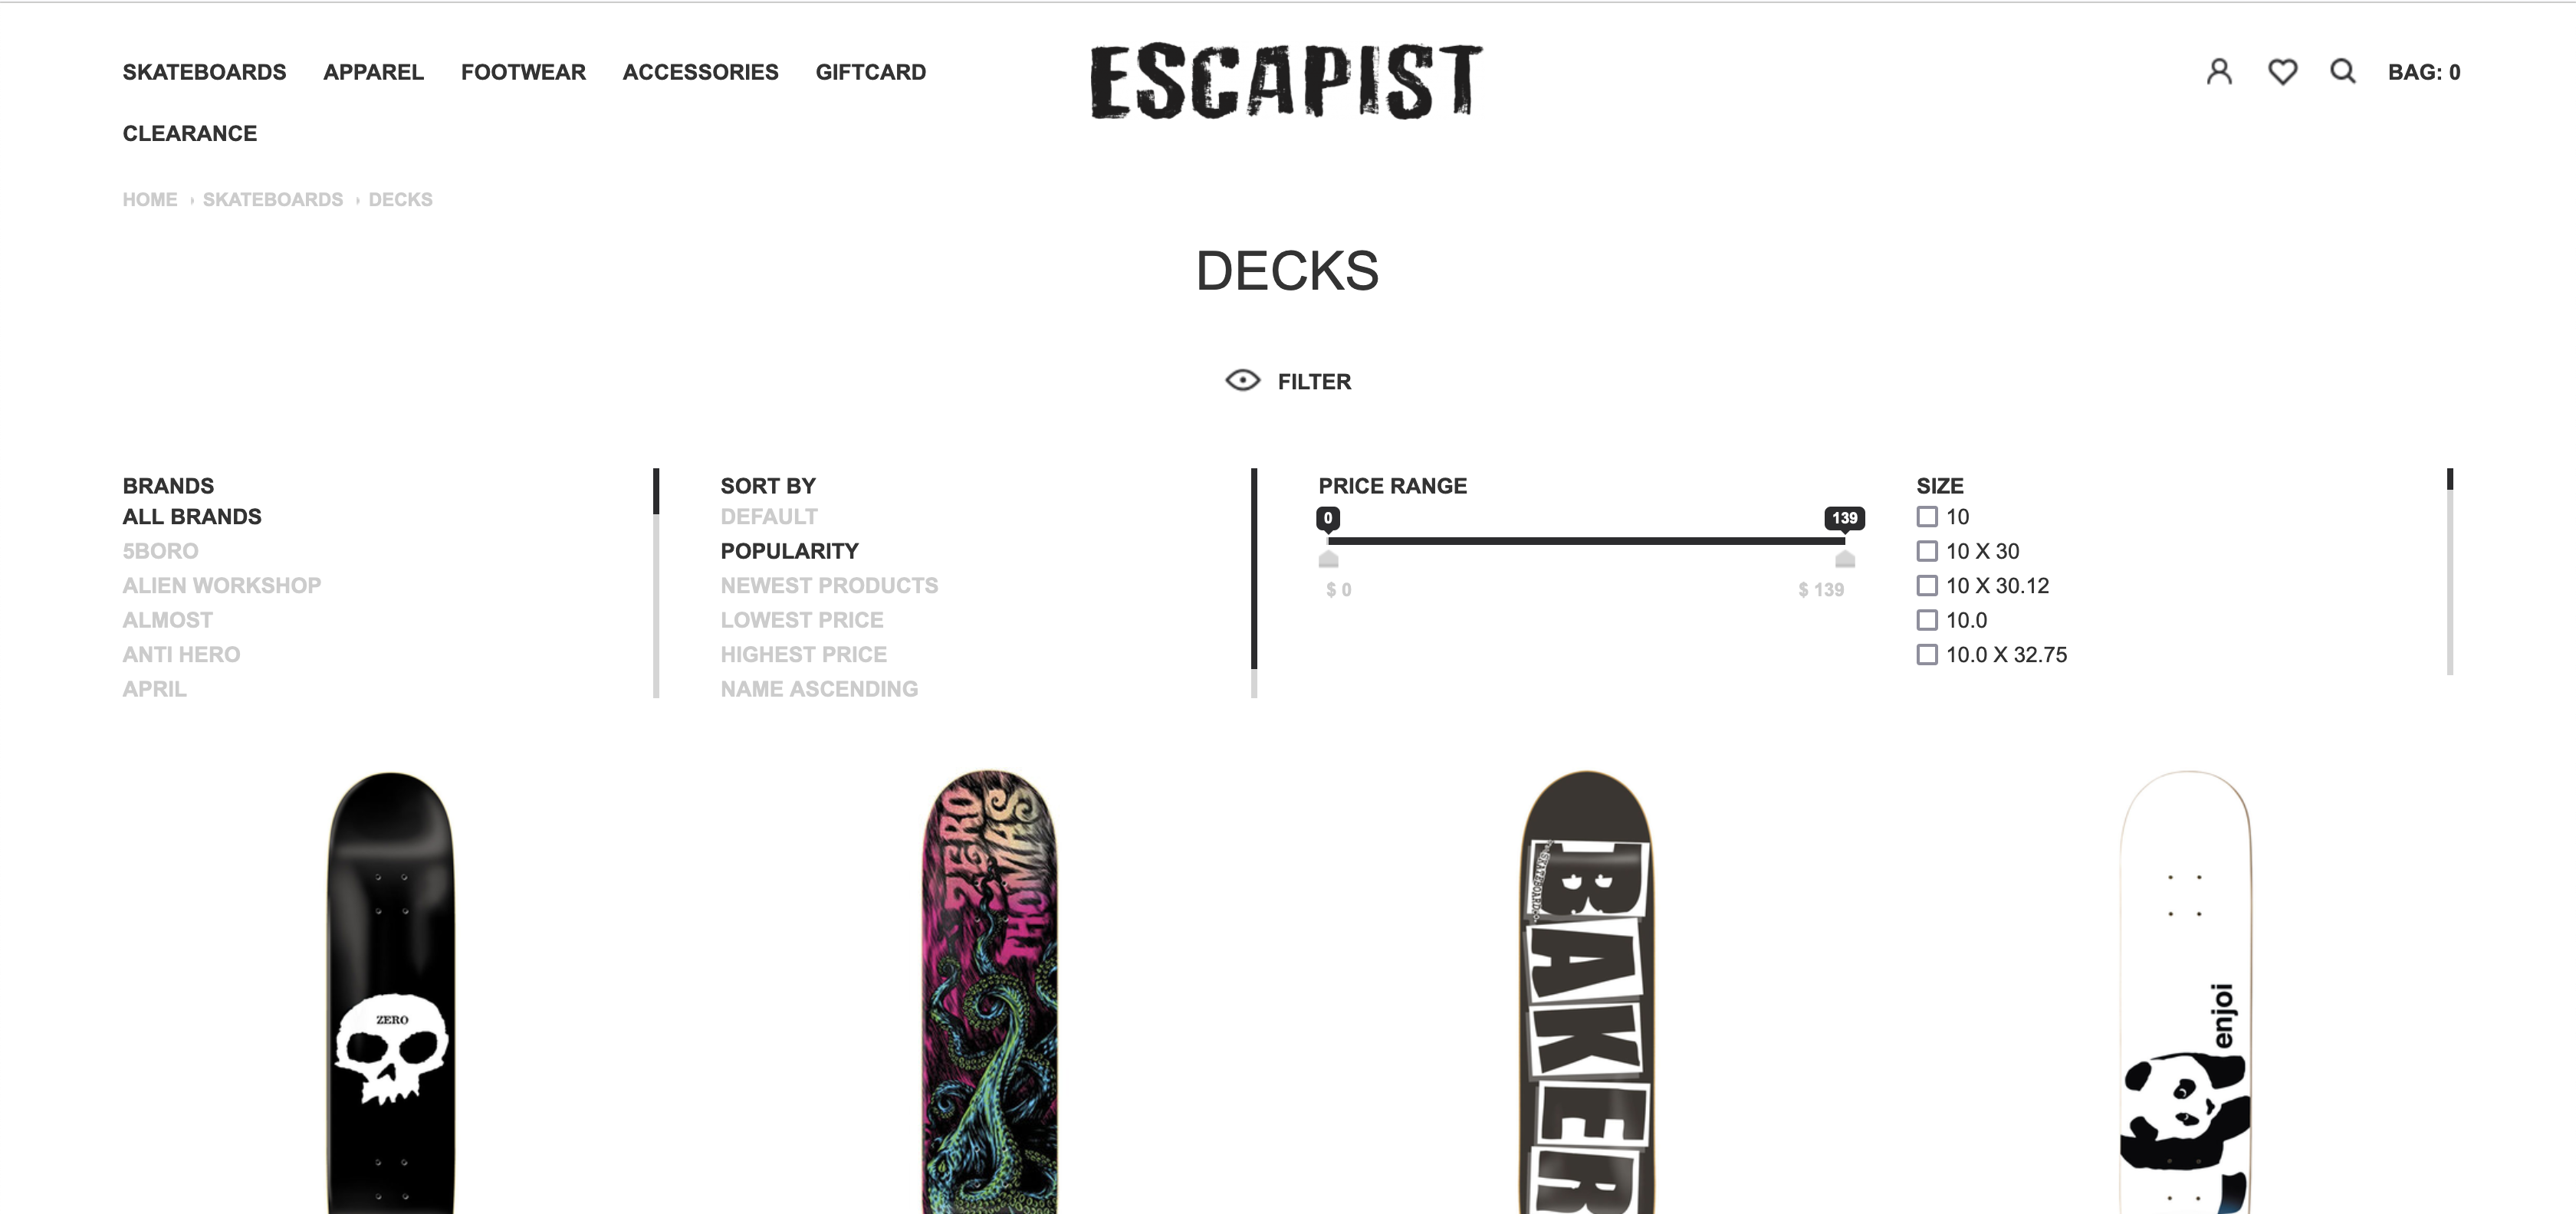 SKATEBOARDS APPAREL FOOTWEAR ACCESSORIES GIFTCARD
CLEARANCE
ESCAPIST
BAG: 0
HOME › SKATEBOARDS › DECKS
DECKS
FILTER
BRANDS
ALL BRANDS
5BORO
ALIEN WORKSHOP
ALMOST
ANTI HERO
APRIL
SORT BY
DEFAULT
POPULARITY
NEWEST PRODUCTS
LOWEST PRICE
HIGHEST PRICE
NAME ASCENDING
PRICE RANGE
0 139
$ 0 $ 139
SIZE
10
10 X 30
10 X 30.12
10.0
10.0 X 32.75
ZERO
ZERO
THOMAS
BAKER
enjoi